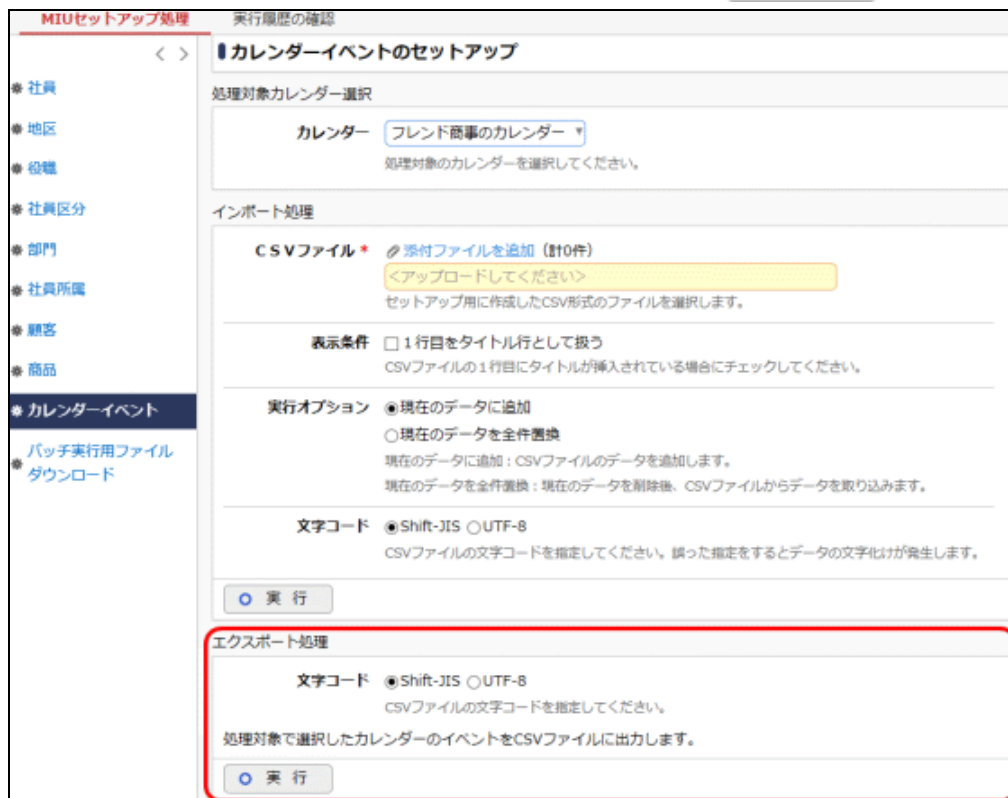 MIUセットアップ処理 実行履歴の確認
< >
社員
地区
役職
社員区分
部門
社員所属
顧客
商品
カレンダーイベント
バッチ実行用ファイル
ダウンロード
カレンダーイベントのセットアップ
処理対象カレンダー選択
カレンダー フレンド商事のカレンダー
処理対象のカレンダーを選択してください。
インポート処理
CSVファイル * 添付ファイルを追加 (計0件)
<アップロードしてください>
セットアップ用に作成したCSV形式のファイルを選択します。
表示条件 1行目をタイトル行として扱う
CSVファイルの1行目にタイトルが挿入されている場合にチェックしてください。
実行オプション 現在のデータに追加
現在のデータを全件置換
現在のデータに追加:CSVファイルのデータを追加します。
現在のデータを全件置換:現在のデータを削除後、CSVファイルからデータを取り込みます。
文字コード Shift-JIS UTF-8
CSVファイルの文字コードを指定してください。誤った指定をするとデータの文字化けが発生します。
実 行
エクスポート処理
文字コード Shift-JIS UTF-8
CSVファイルの文字コードを指定してください。
処理対象で選択したカレンダーのイベントをCSVファイルに出力します。
実 行